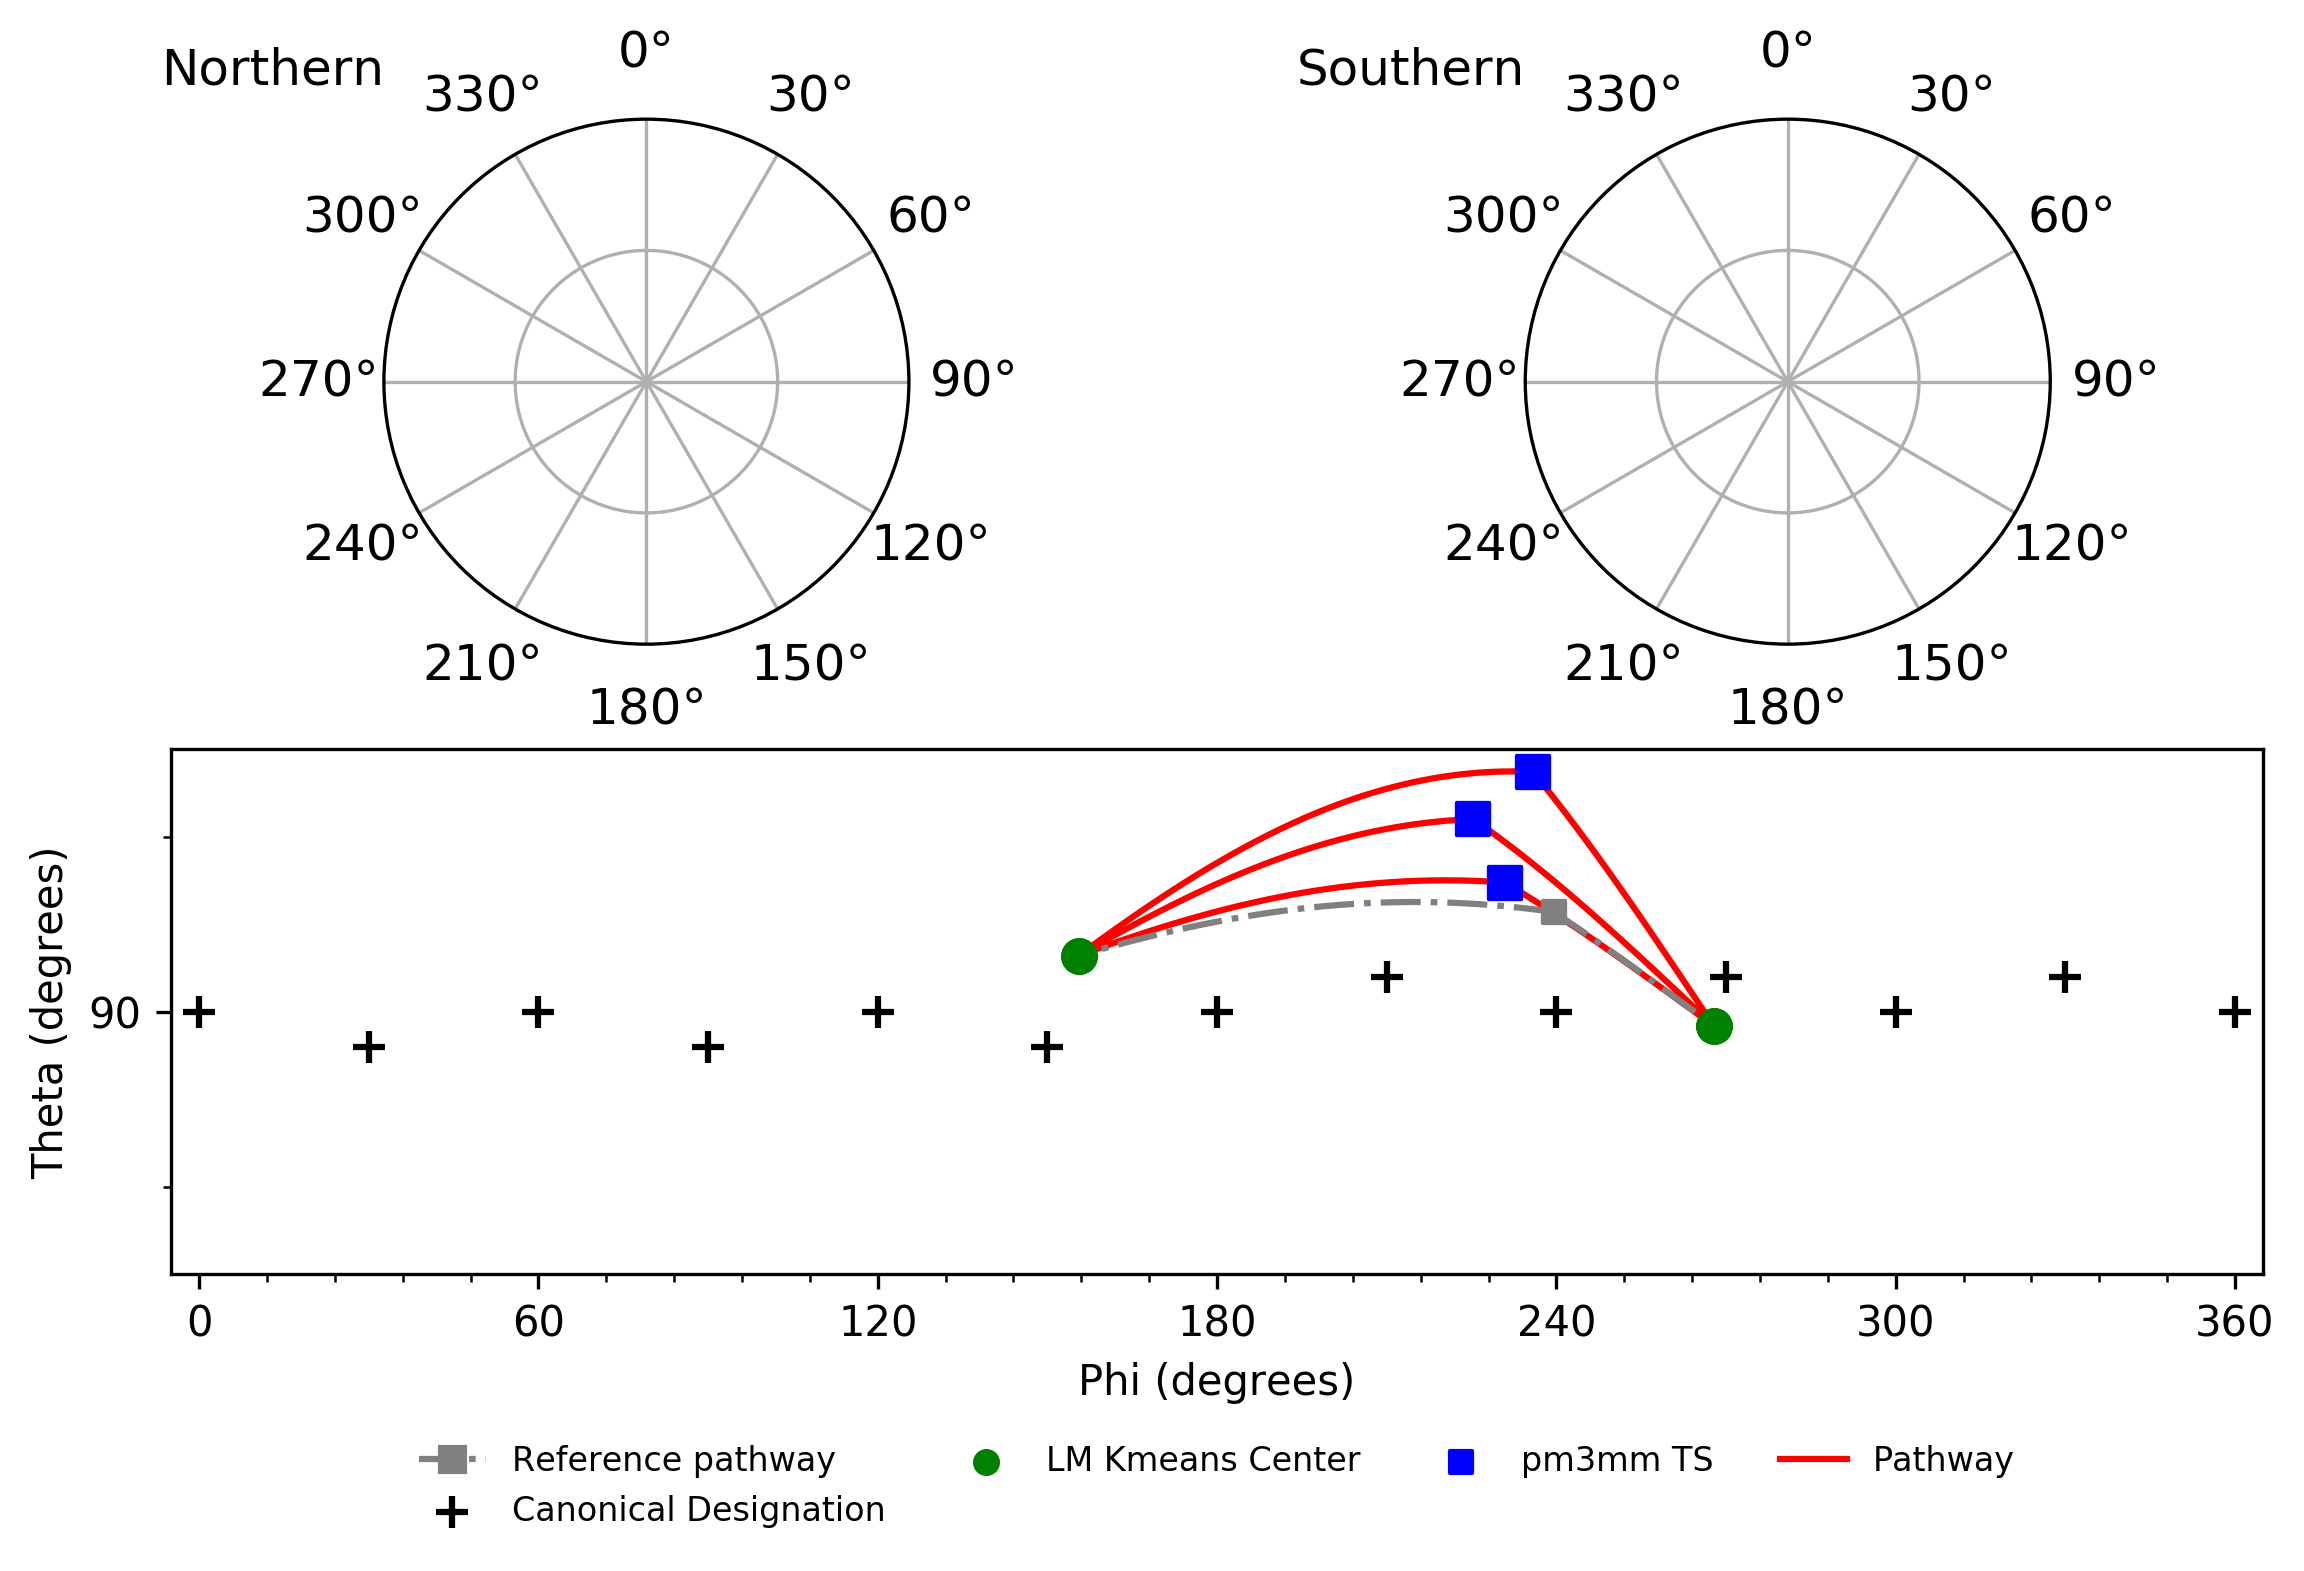 Northern
0°
30°
60°
90°
120°
150°
180°
210°
240°
270°
300°
330°
Southern
0°
30°
60°
90°
120°
150°
180°
210°
240°
270°
300°
330°
Theta (degrees)
90
0 60 120 180 240 300 360
Phi (degrees)
Reference pathway
Canonical Designation
LM Kmeans Center
pm3mm TS
Pathway